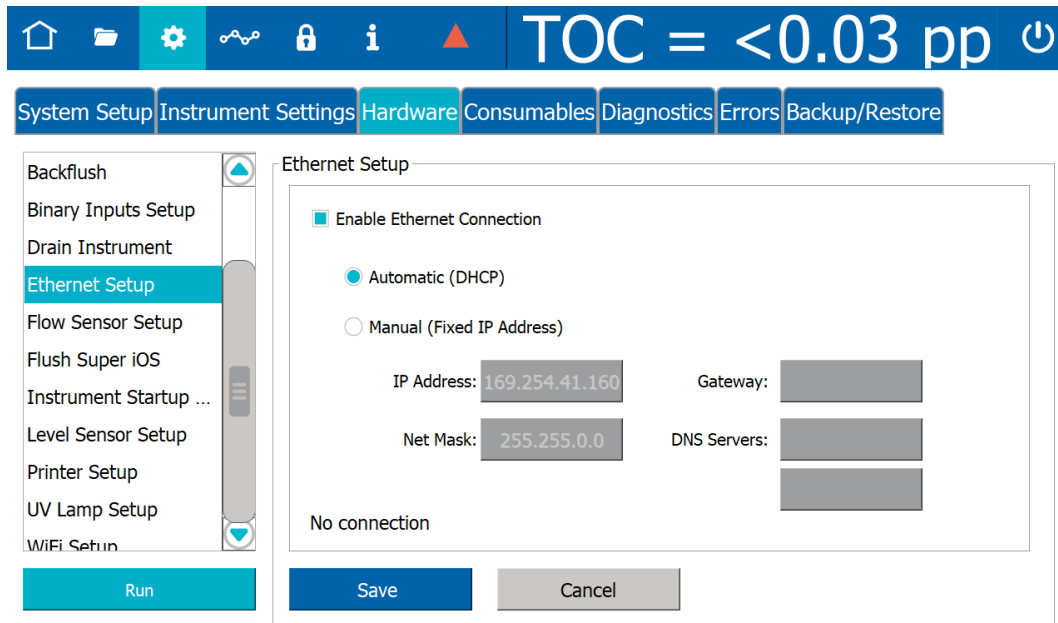 TOC = <0.03 pp
System Setup Instrument Settings Hardware Consumables Diagnostics Errors Backup/Restore
Backflush
Binary Inputs Setup
Drain Instrument
Ethernet Setup
Flow Sensor Setup
Flush Super iOS
Instrument Startup ...
Level Sensor Setup
Printer Setup
UV Lamp Setup
WiFi Setup
Run
Ethernet Setup
Enable Ethernet Connection
Automatic (DHCP)
Manual (Fixed IP Address)
IP Address: 169.254.41.160 Gateway:
Net Mask: 255.255.0.0 DNS Servers:
No connection
Save Cancel